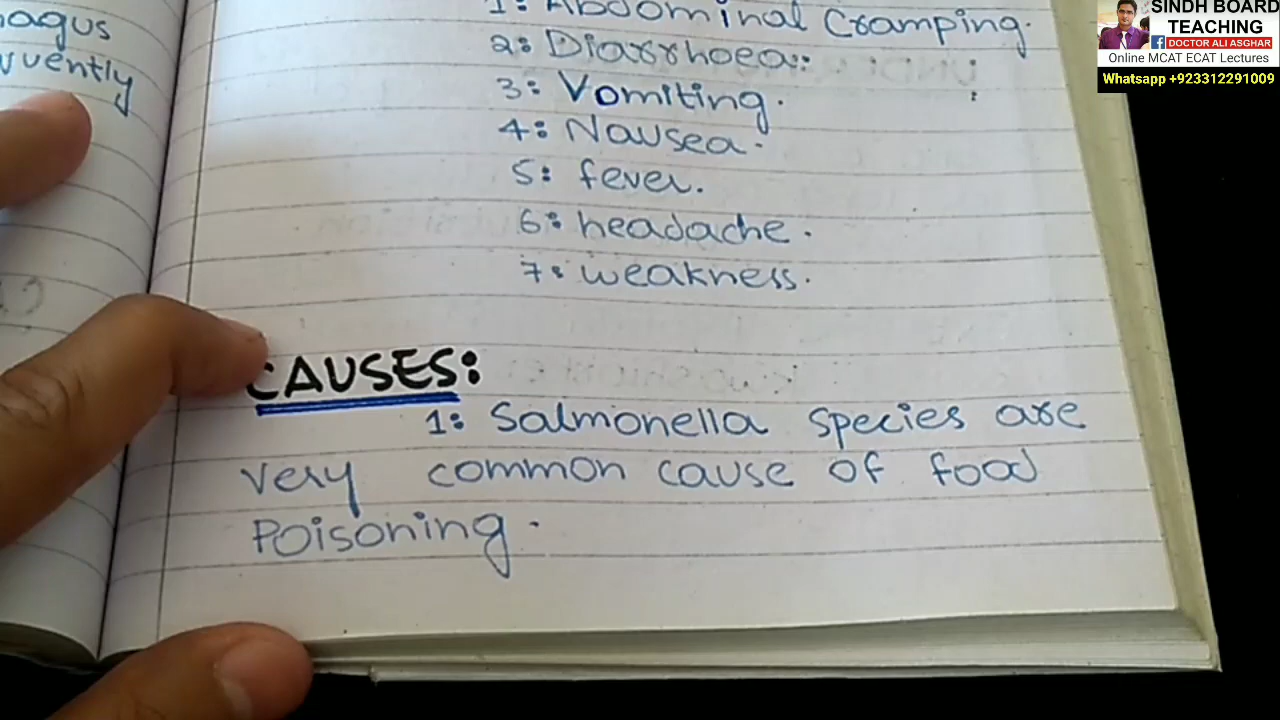 hagus
quently
1: Abdominal Cramping.
2: Diarrhoea:
3: Vomiting.
4: Nausea.
5: fever.
6: headache.
7: weakness.
CAUSES:
1: Salmonella species are
very common cause of food
Poisoning.
SINDH BOARD
TEACHING
DOCTOR ALI ASGHAR
Online MCAT ECAT Lectures
Whatsapp +923312291009